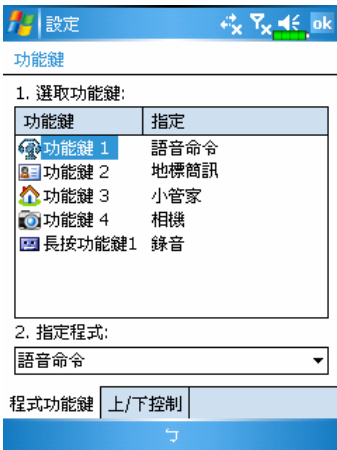 設定 ok
功能鍵
1. 選取功能鍵:
功能鍵 指定
功能鍵 1 語音命令
功能鍵 2 地標簡訊
功能鍵 3 小管家
功能鍵 4 相機
長按功能鍵1 錄音
2. 指定程式:
語音命令
程式功能鍵 上/下控制
ㄅ